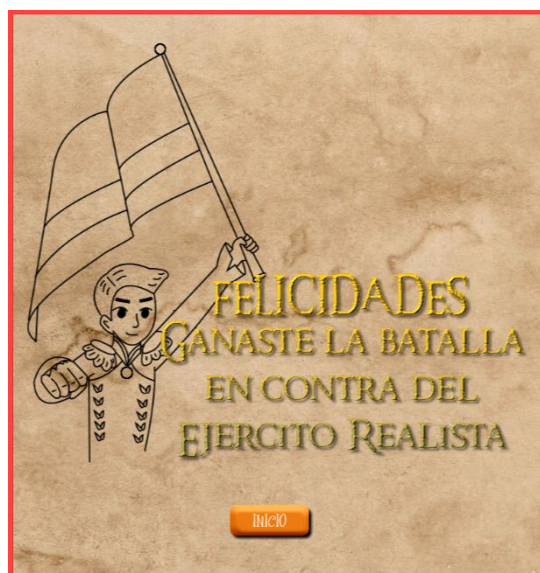 FELICIDADES
GANASTE LA BATALLA
EN CONTRA DEL
EJERCITO REALISTA
INICIO